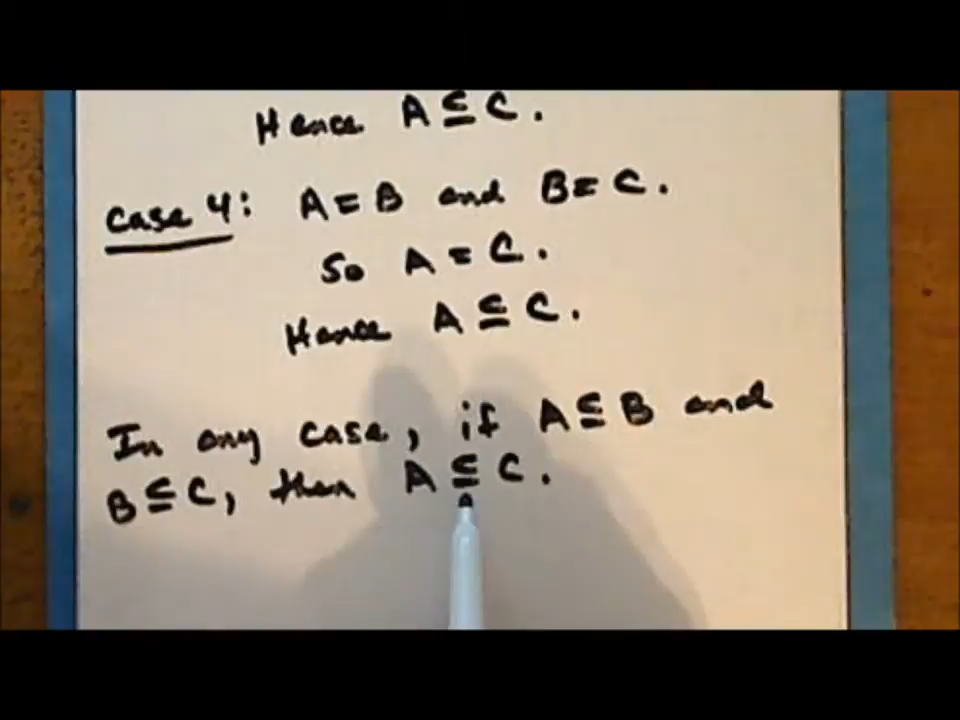 Hence A ⊆ C.
Case 4: A = B and B = C.
So A = C.
Hence A ⊆ C.
In any case, if A ⊆ B and
B ⊆ C, then A ⊆ C.